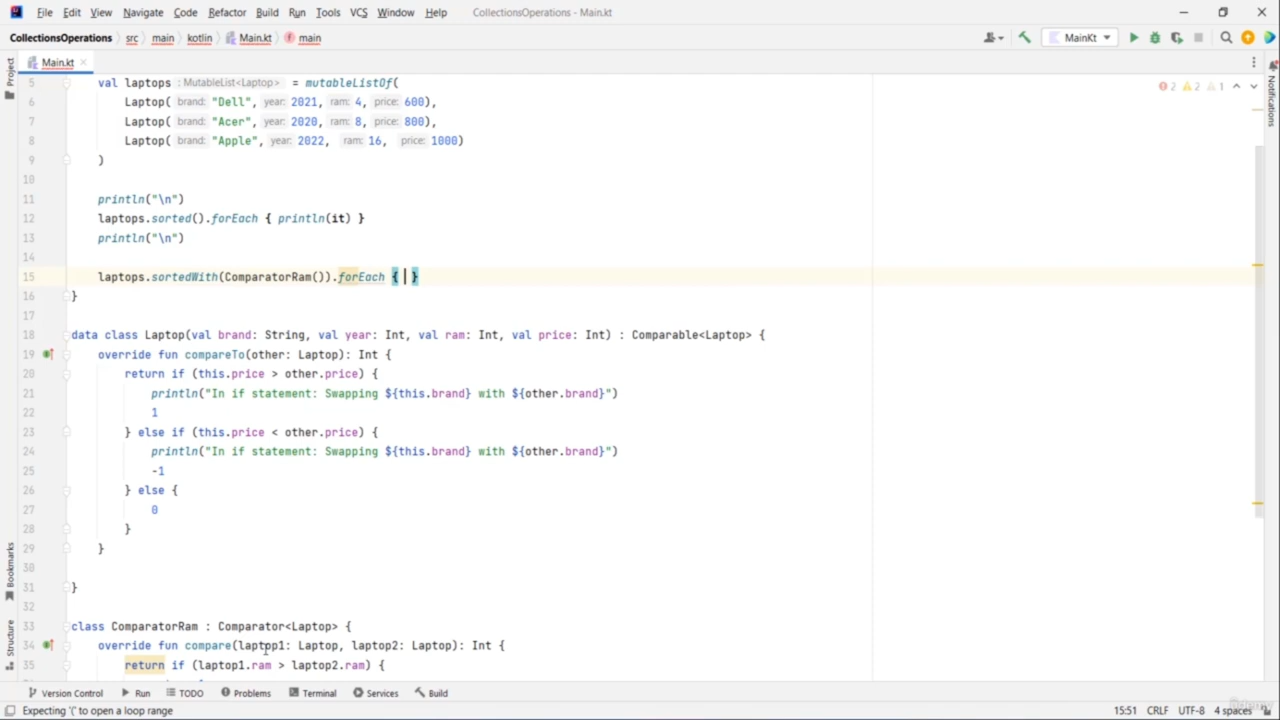 File Edit View Navigate Code Refactor Build Run Tools VCS Window Help CollectionsOperations - Main.kt
CollectionsOperations src main kotlin Main.kt main MainKt
Project Main.kt
5 val laptops : MutableList<Laptop> = mutableListOf( 2 2 1
6 Laptop( brand: "Dell", year: 2021, ram: 4, price: 600),
7 Laptop( brand: "Acer", year: 2020, ram: 8, price: 800),
8 Laptop( brand: "Apple", year: 2022, ram: 16, price: 1000)
9 )
10
11 println("\n")
12 laptops.sorted().forEach { println(it) }
13 println("\n")
14
15 laptops.sortedWith(ComparatorRam()).forEach { }
16 }
17
18 data class Laptop(val brand: String, val year: Int, val ram: Int, val price: Int) : Comparable<Laptop> {
19 override fun compareTo(other: Laptop): Int {
20 return if (this.price > other.price) {
21 println("In if statement: Swapping ${this.brand} with ${other.brand}")
22 1
23 } else if (this.price < other.price) {
24 println("In if statement: Swapping ${this.brand} with ${other.brand}")
25 -1
26 } else {
27 0
28 }
29 }
30
31 }
32
33 class ComparatorRam : Comparator<Laptop> {
34 override fun compare(laptop1: Laptop, laptop2: Laptop): Int {
35 return if (laptop1.ram > laptop2.ram) {
Notifications
Bookmarks
Structure
Version Control Run TODO Problems Terminal Services Build
Expecting '(' to open a loop range 15:51 CRLF UTF-8 4 spaces